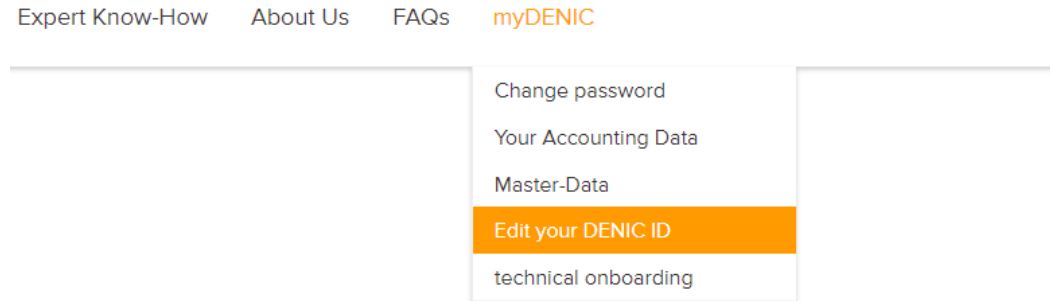 Expert Know-How About Us FAQs myDENIC
Change password
Your Accounting Data
Master-Data
Edit your DENIC ID
technical onboarding